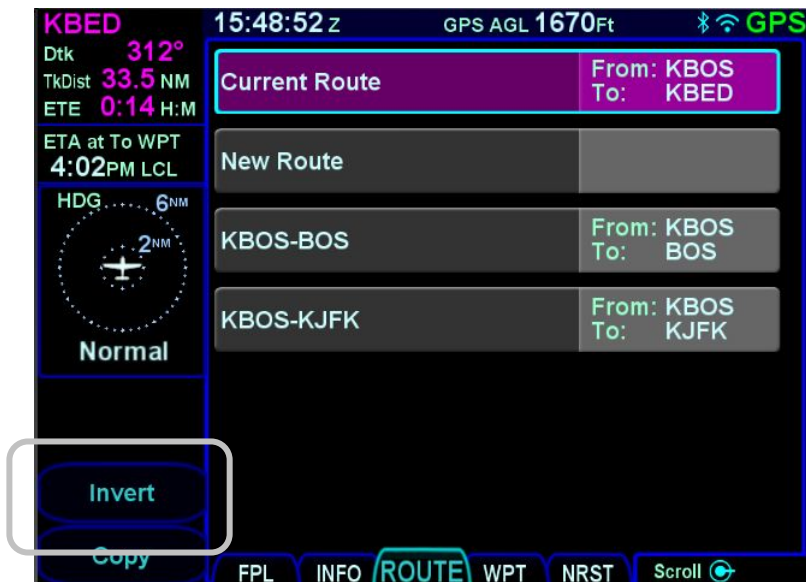 KBED 15:48:52 Z GPS AGL 1670Ft GPS
Dtk 312°
TkDist 33.5 NM
ETE 0:14 H:M
ETA at To WPT
4:02PM LCL
HDG 6NM
2NM
Normal
Invert
Copy
Current Route From: KBOS
To: KBED
New Route
KBOS-BOS From: KBOS
To: BOS
KBOS-KJFK From: KBOS
To: KJFK
FPL INFO ROUTE WPT NRST Scroll